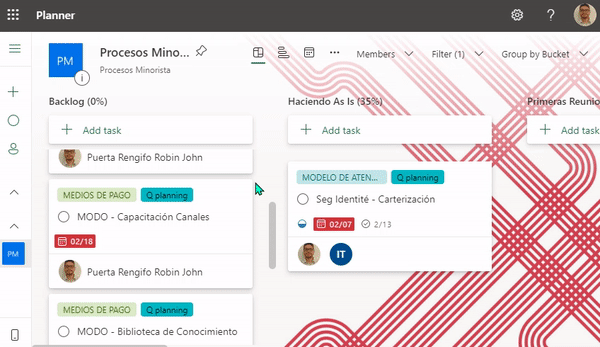 Planner
?
PM
Procesos Mino...
Procesos Minorista
Members
Filter (1)
Group by Bucket
Backlog (0%)
Add task
Puerta Rengifo Robin John
MEDIOS DE PAGO
Q planning
MODO - Capacitación Canales
02/18
Puerta Rengifo Robin John
MEDIOS DE PAGO
Q planning
MODO - Biblioteca de Conocimiento
Haciendo As Is (35%)
Add task
MODELO DE ATEN...
Q planning
Seg Identité - Carterización
02/07
2/13
IT
Primeras Reunio
Add task
PM